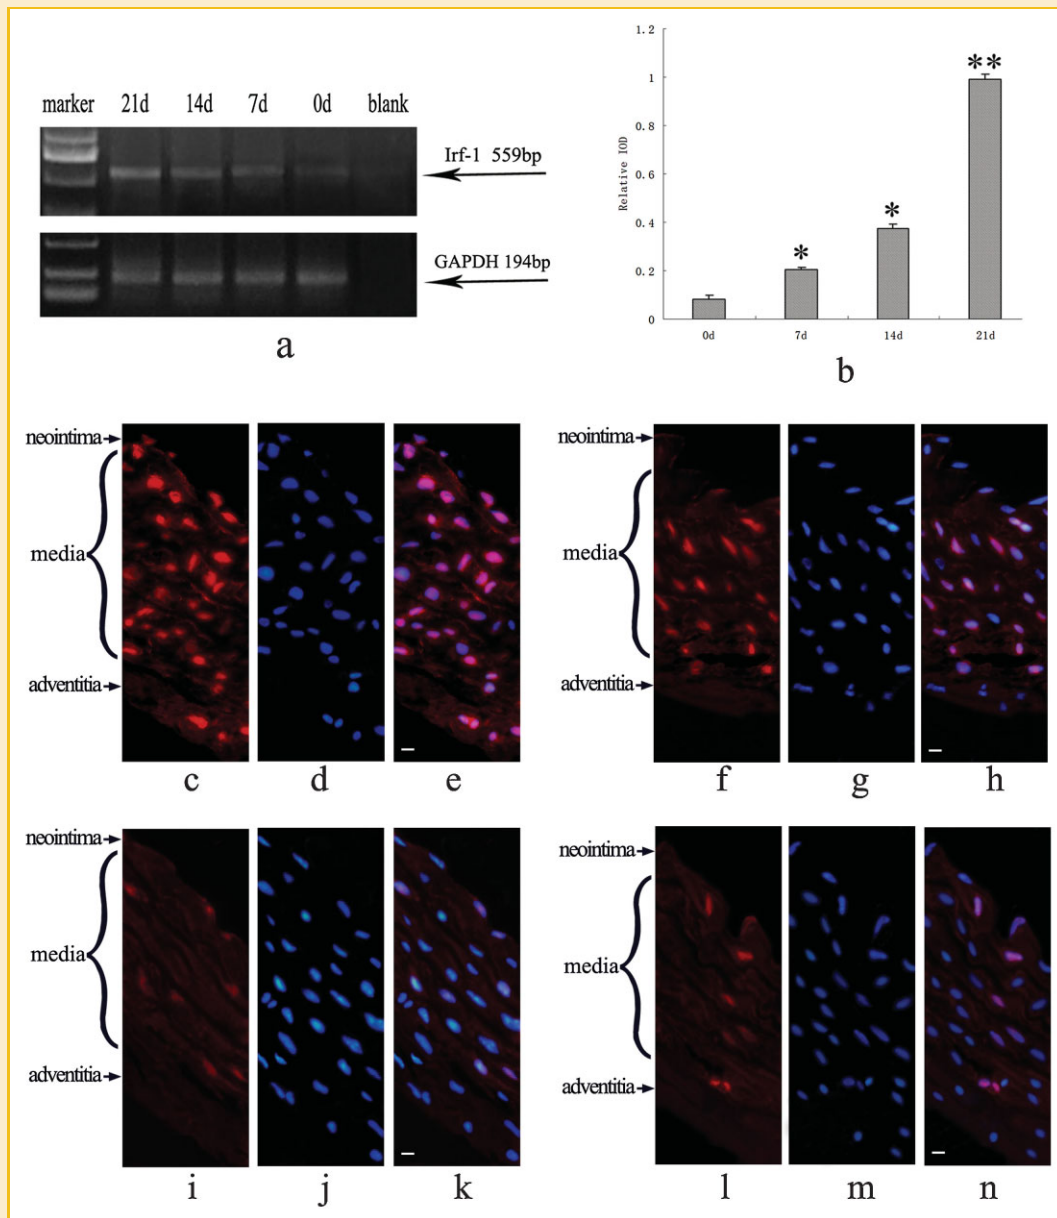 marker 21d 14d 7d 0d blank
Irf-1 559bp
GAPDH 194bp
a
1.2
1
0.8
0.6
0.4
0.2
0
Relative IOD
*
*
**
0d 7d 14d 21d
b
neointima
media
adventitia
c d e
neointima
media
adventitia
f g h
neointima
media
adventitia
i j k
neointima
media
adventitia
l m n